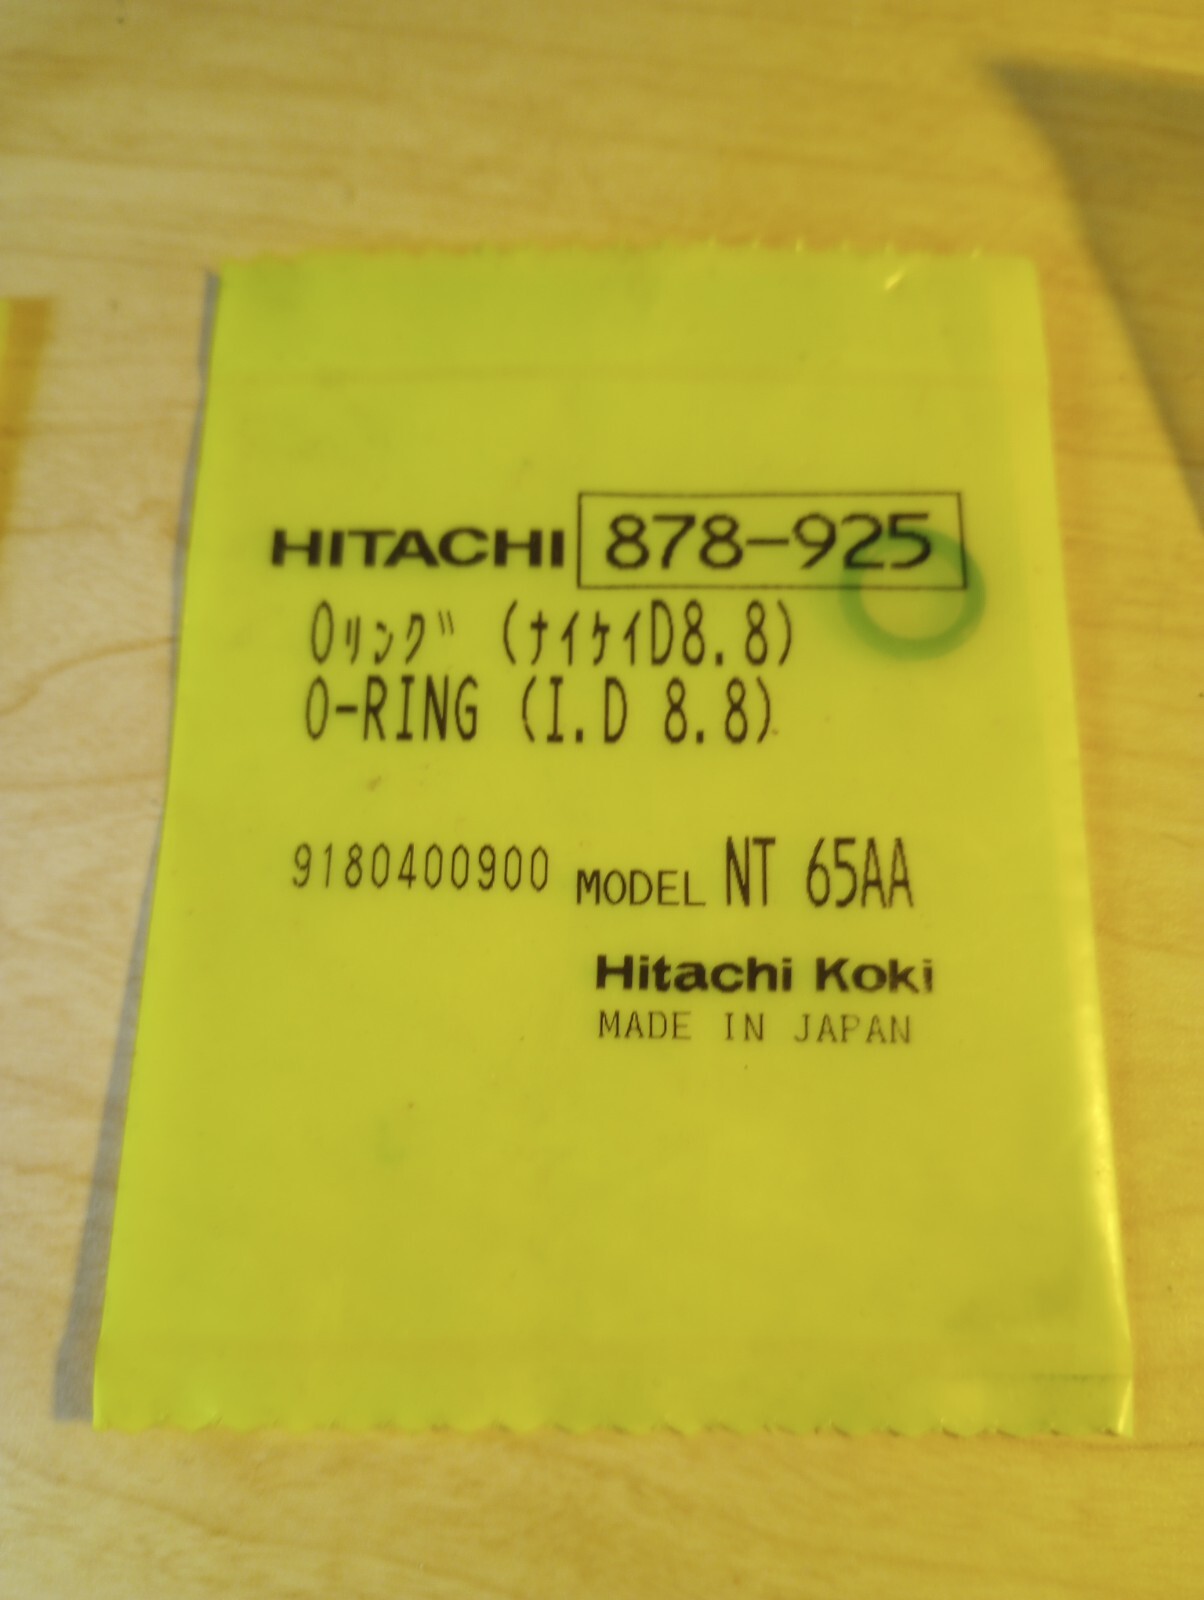 HITACHI 878-925
Oﾘﾝｸﾞ (ﾅｲｹｲD8.8)
O-RING (I.D 8.8)
9180400900 MODEL NT 65AA
Hitachi Koki
MADE IN JAPAN